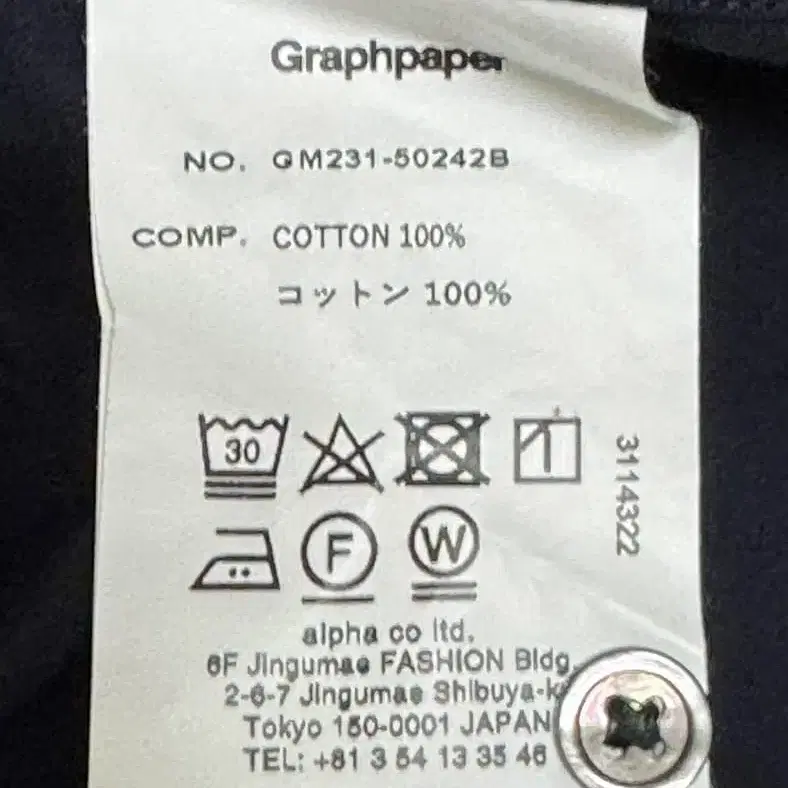 Graphpaper
NO. GM231-50242B
COMP. COTTON 100%
コットン 100%
30
3114322
F W
alpha co ltd.
6F Jingumae FASHION Bldg.
2-6-7 Jingumae Shibuya-k
Tokyo 150-0001 JAPAN
TEL: +81 3 54 13 35 46